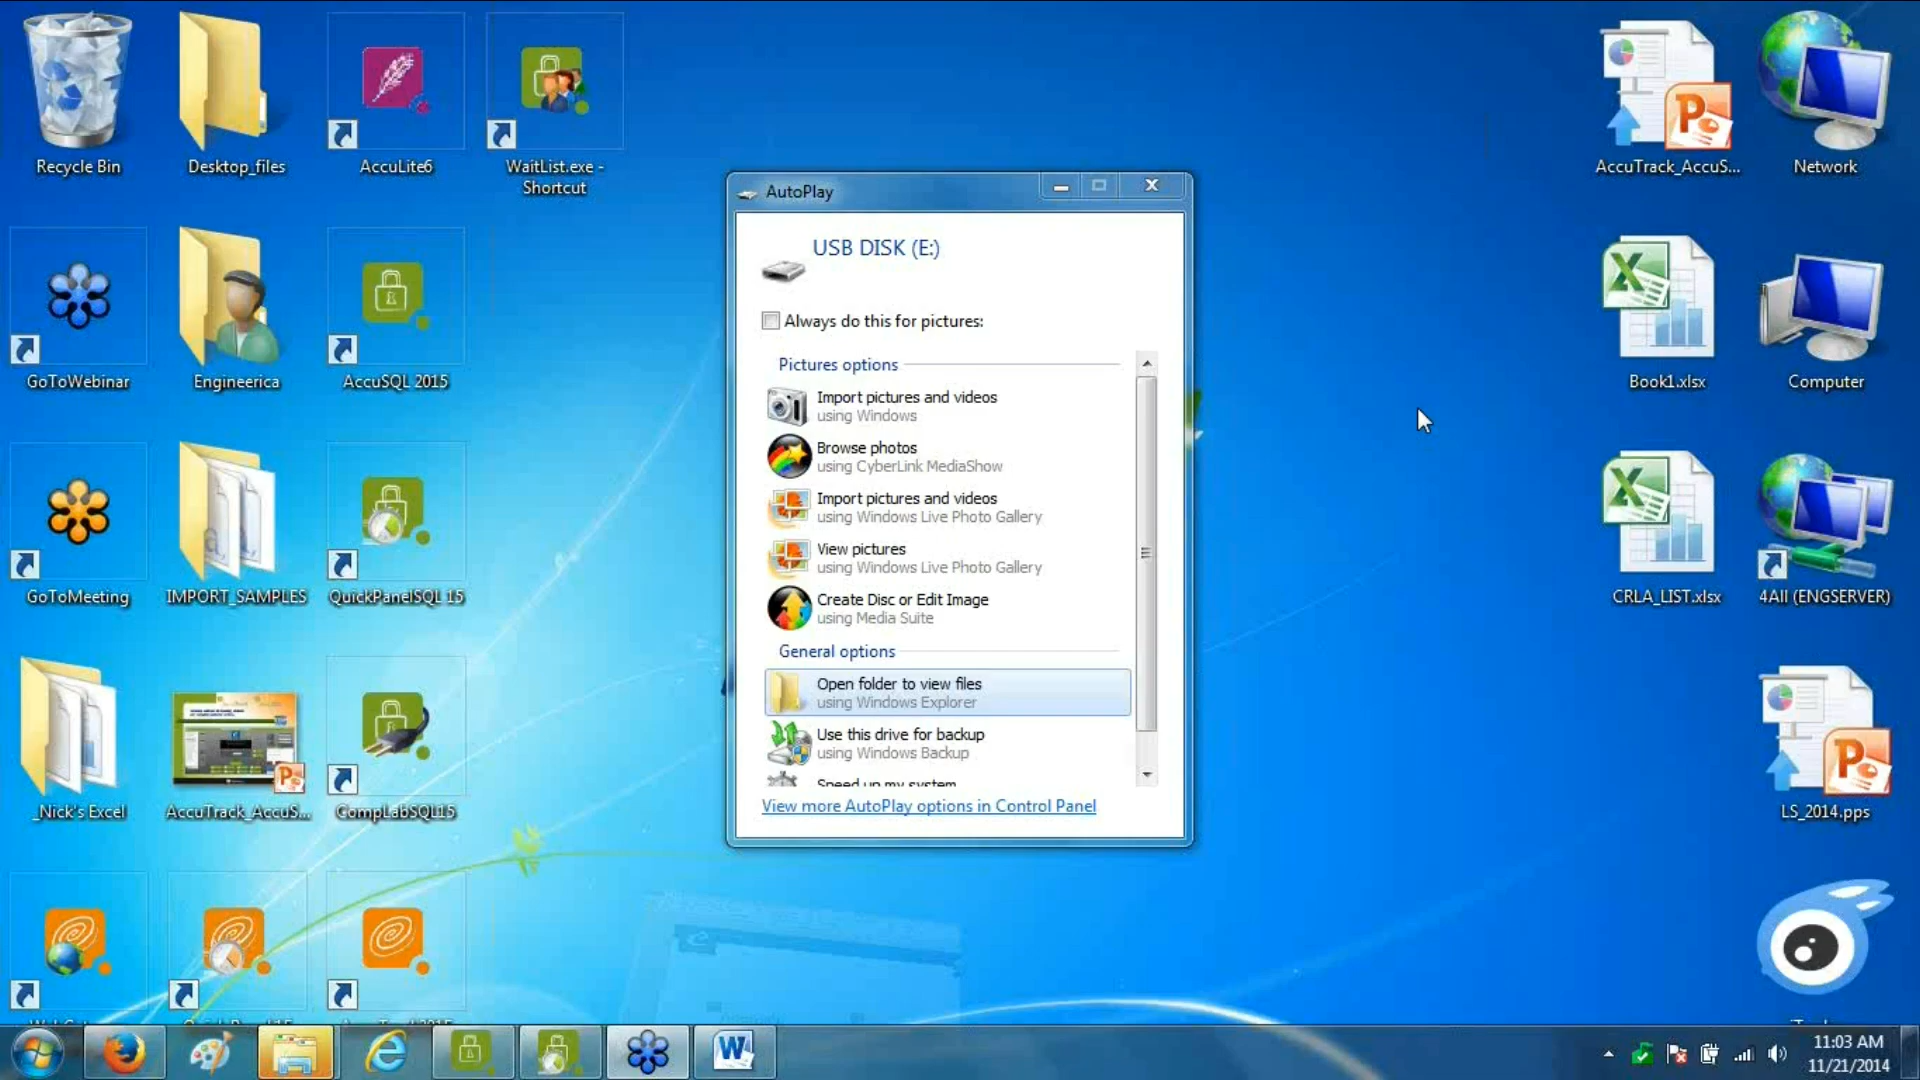 Recycle Bin
Desktop_files
AccuLite6
WaitList.exe -
Shortcut
AccuTrack_AccuS...
Network
GoToWebinar
Engineerica
AccuSQL 2015
Book1.xlsx
Computer
GoToMeeting
IMPORT_SAMPLES
QuickPanelSQL 15
CRLA_LIST.xlsx
4All (ENGSERVER)
_Nick's Excel
AccuTrack_AccuS...
CompLabSQL15
LS_2014.pps
AutoPlay
USB DISK (E:)
Always do this for pictures:
Pictures options
Import pictures and videos
using Windows
Browse photos
using CyberLink MediaShow
Import pictures and videos
using Windows Live Photo Gallery
View pictures
using Windows Live Photo Gallery
Create Disc or Edit Image
using Media Suite
General options
Open folder to view files
using Windows Explorer
Use this drive for backup
using Windows Backup
Speed up my system
View more AutoPlay options in Control Panel
11:03 AM
11/21/2014